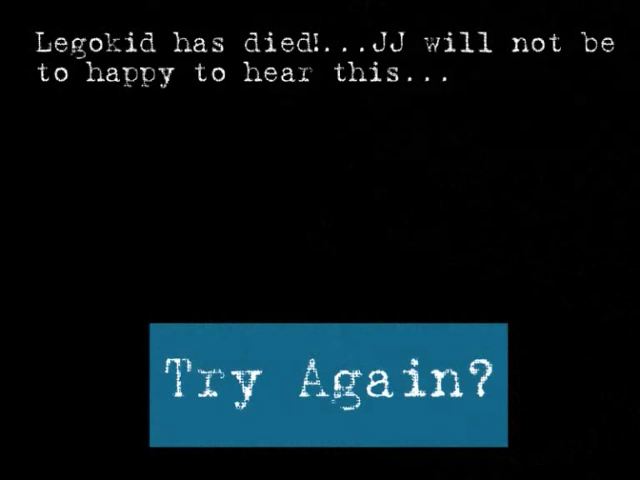 Legokid has died!...JJ will not be
to happy to hear this...
Try Again?